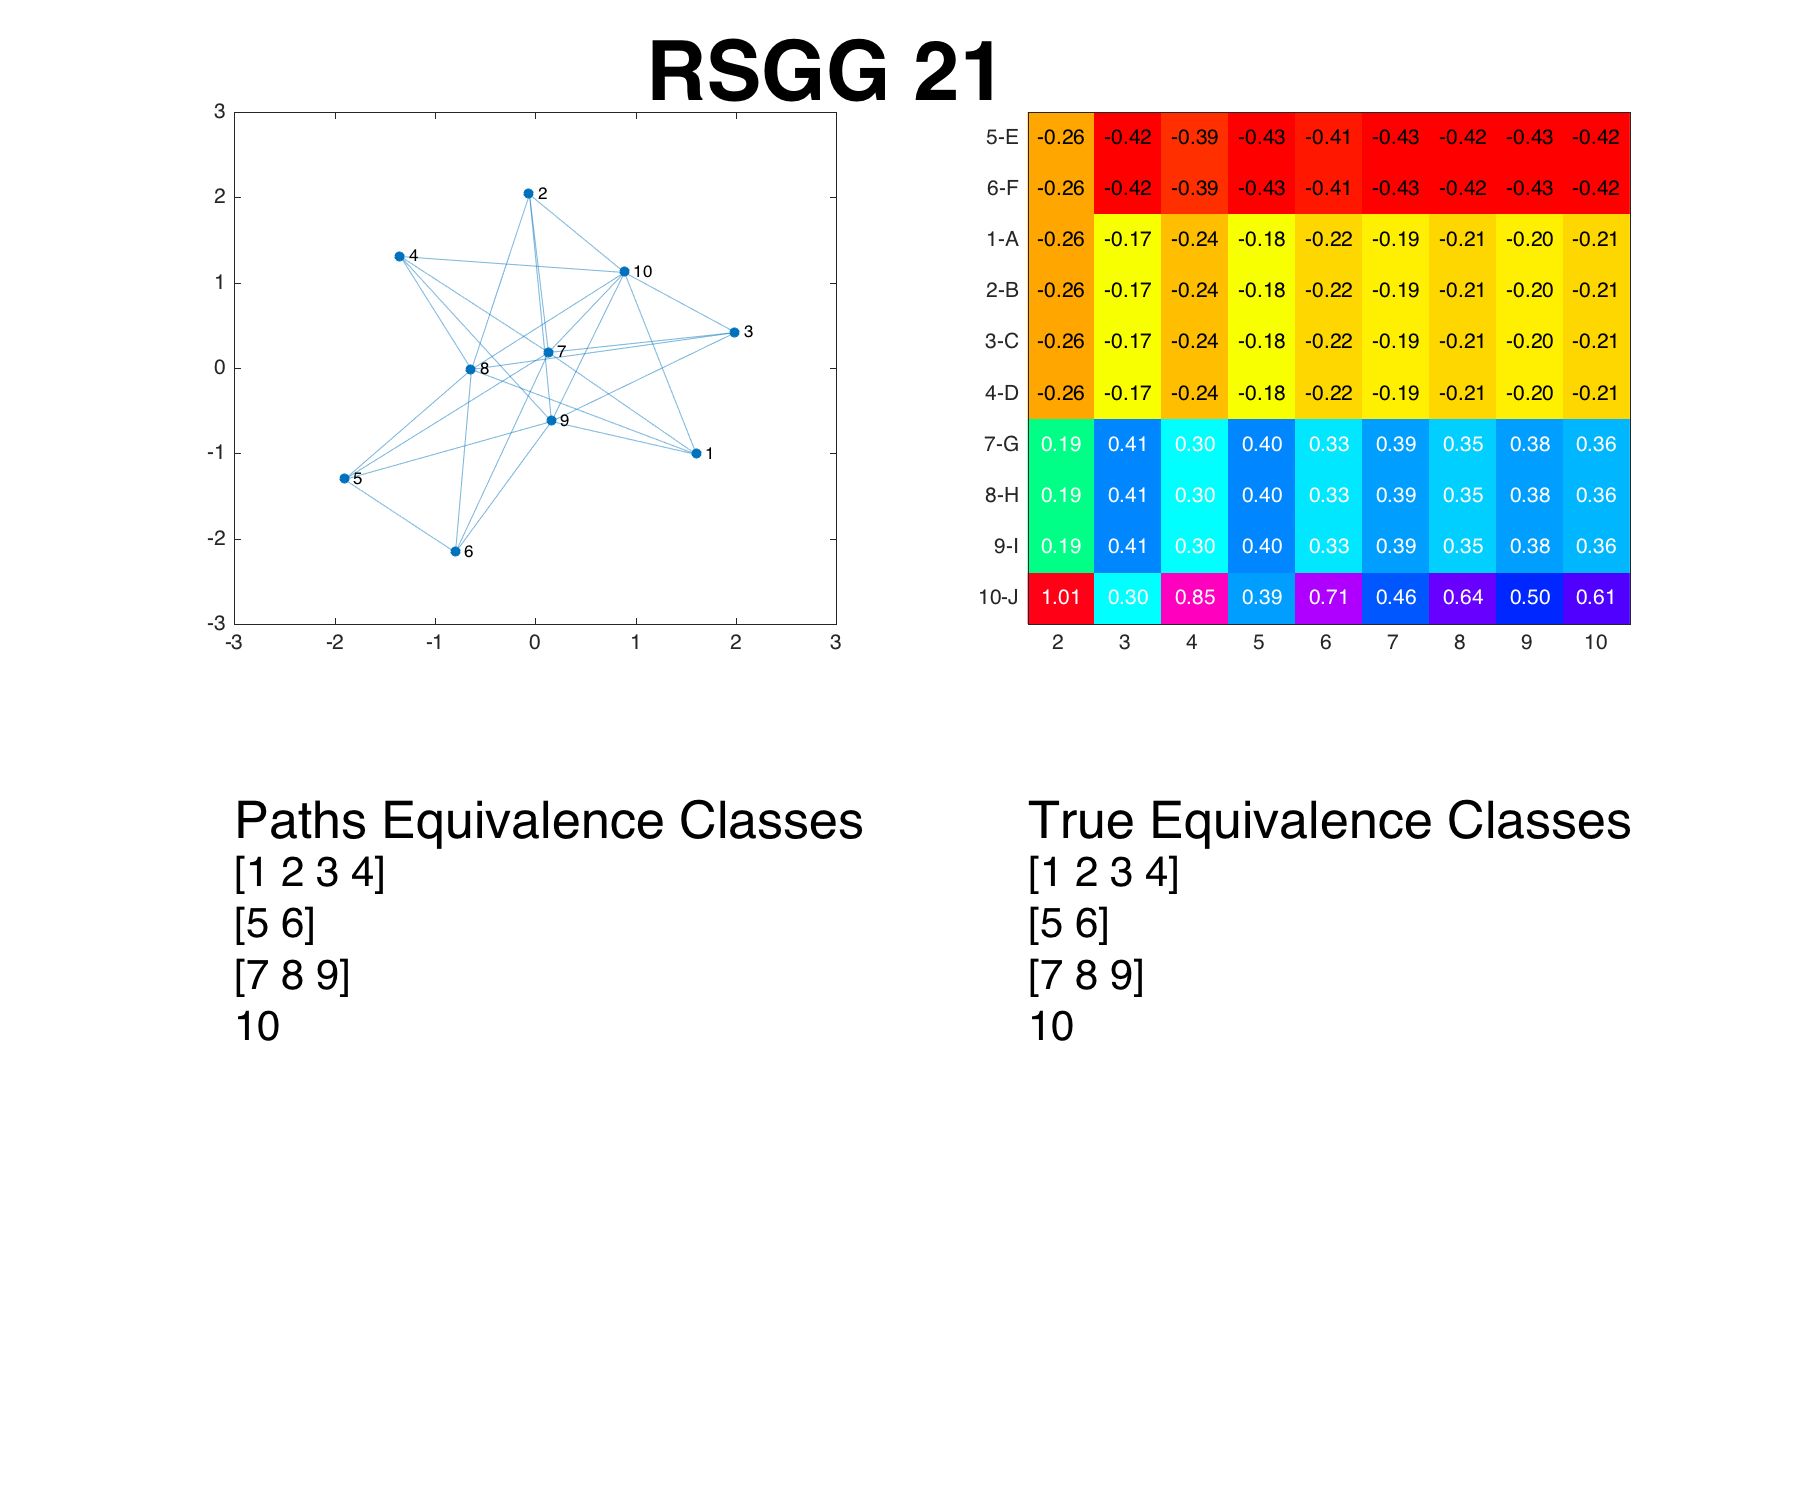 RSGG 21
3
2
1
0
-1
-2
-3
-3 -2 -1 0 1 2 3
2
4
10
3
7
8
9
1
5
6
5-E -0.26 -0.42 -0.39 -0.43 -0.41 -0.43 -0.42 -0.43 -0.42
6-F -0.26 -0.42 -0.39 -0.43 -0.41 -0.43 -0.42 -0.43 -0.42
1-A -0.26 -0.17 -0.24 -0.18 -0.22 -0.19 -0.21 -0.20 -0.21
2-B -0.26 -0.17 -0.24 -0.18 -0.22 -0.19 -0.21 -0.20 -0.21
3-C -0.26 -0.17 -0.24 -0.18 -0.22 -0.19 -0.21 -0.20 -0.21
4-D -0.26 -0.17 -0.24 -0.18 -0.22 -0.19 -0.21 -0.20 -0.21
7-G 0.19 0.41 0.30 0.40 0.33 0.39 0.35 0.38 0.36
8-H 0.19 0.41 0.30 0.40 0.33 0.39 0.35 0.38 0.36
9-I 0.19 0.41 0.30 0.40 0.33 0.39 0.35 0.38 0.36
10-J 1.01 0.30 0.85 0.39 0.71 0.46 0.64 0.50 0.61
2 3 4 5 6 7 8 9 10
Paths Equivalence Classes
[1 2 3 4]
[5 6]
[7 8 9]
10
True Equivalence Classes
[1 2 3 4]
[5 6]
[7 8 9]
10